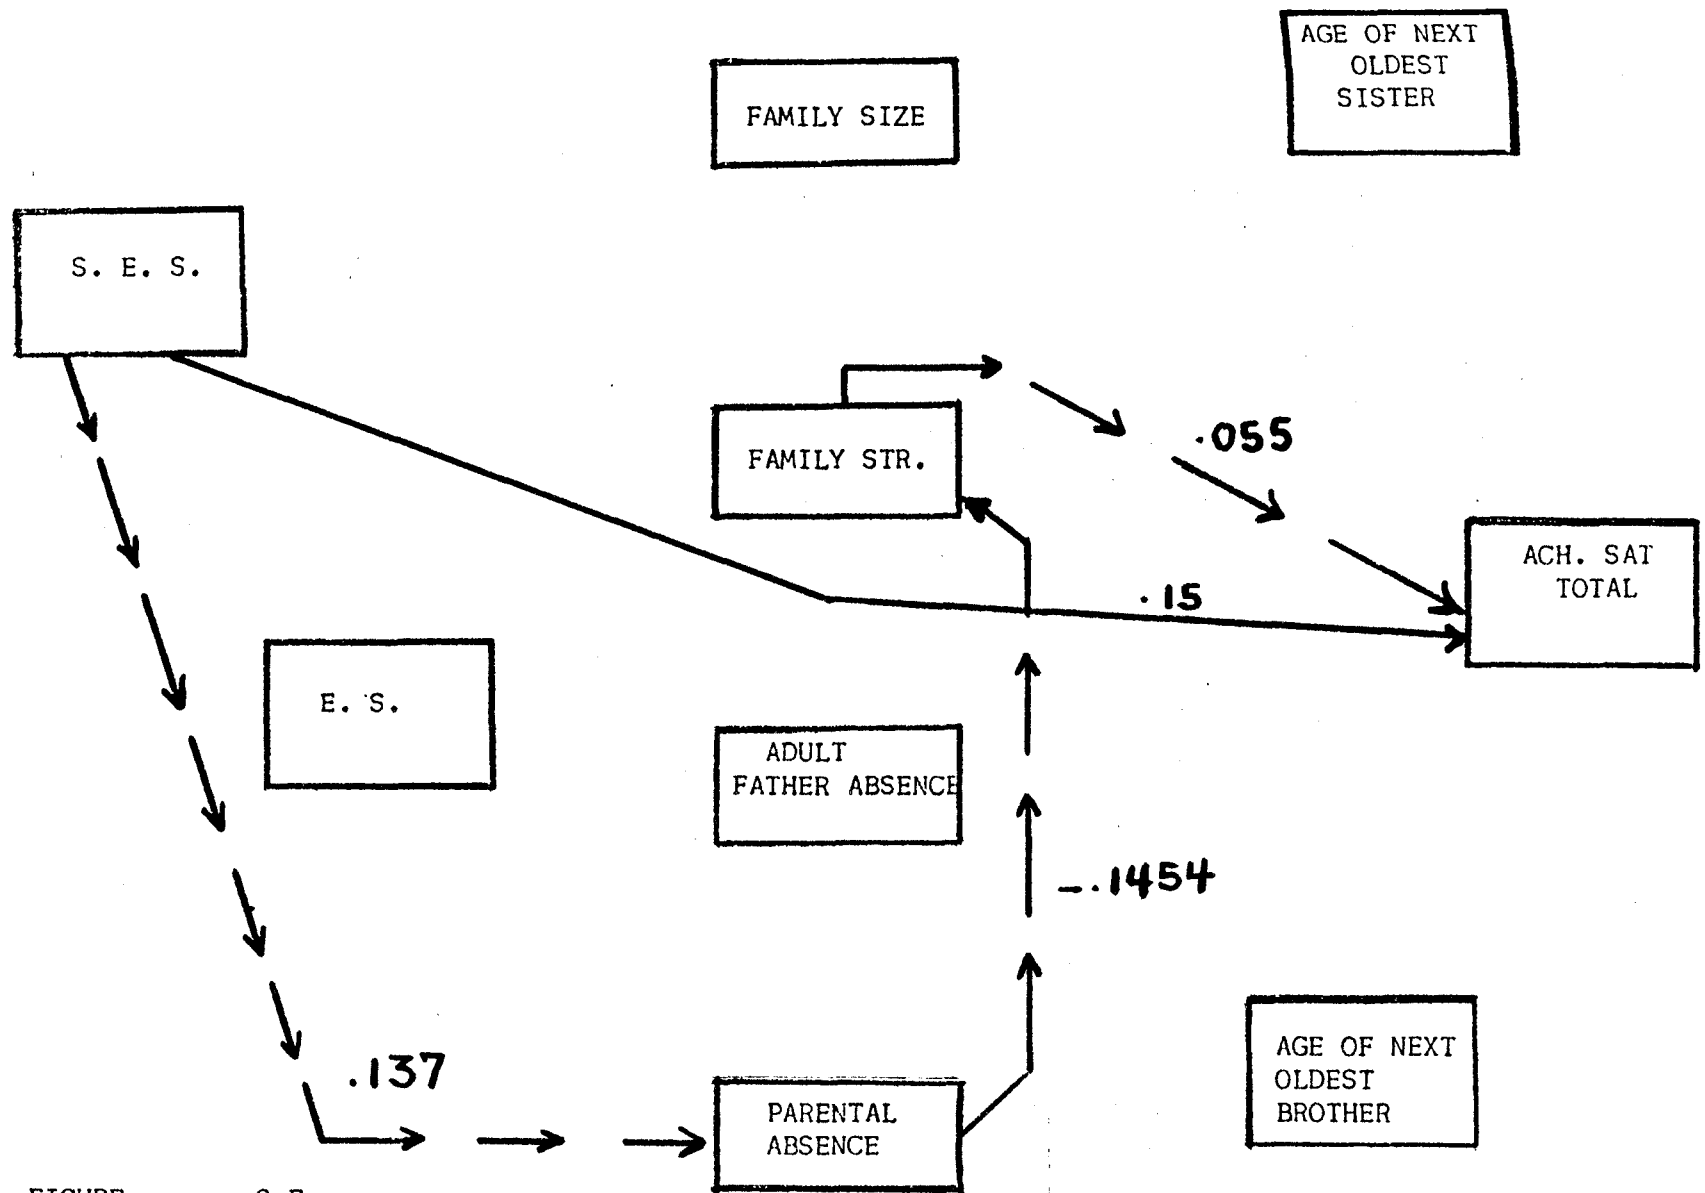 AGE OF NEXT
OLDEST
SISTER
FAMILY SIZE
S. E. S.
.055
FAMILY STR.
ACH. SAT
TOTAL
.15
E. S.
ADULT
FATHER ABSENCE
-.1454
AGE OF NEXT
OLDEST
BROTHER
.137
PARENTAL
ABSENCE
FIGURE